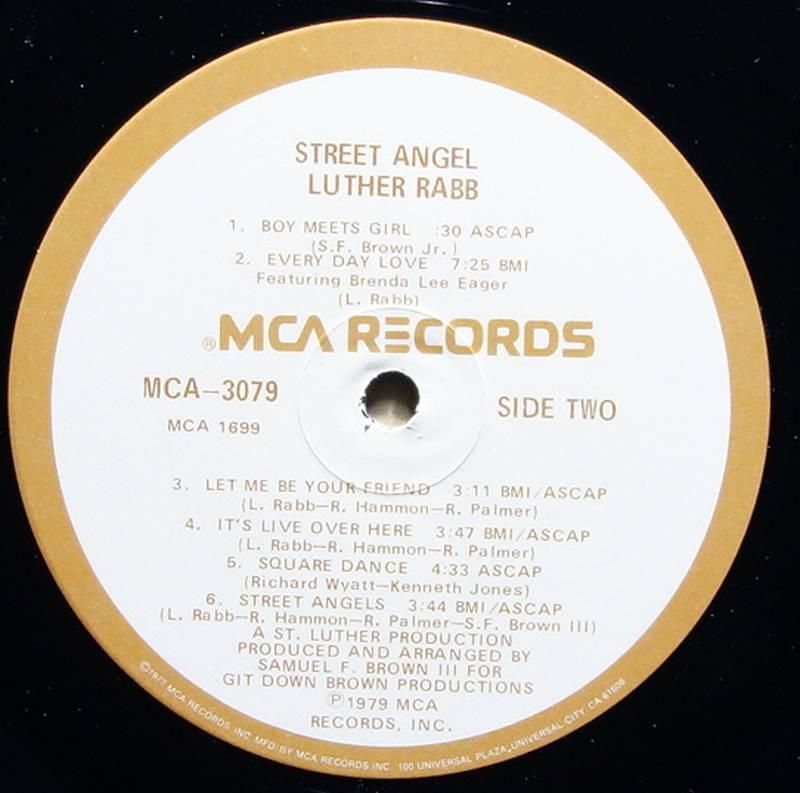 STREET ANGEL
LUTHER RABB
1. BOY MEETS GIRL :30 ASCAP
(S.F. Brown Jr.)
2. EVERY DAY LOVE 7:25 BMI
Featuring Brenda Lee Eager
(L. Rabb)
®MCA RECORDS
MCA-3079
MCA 1699
SIDE TWO
3. LET ME BE YOUR FRIEND 3:11 BMI/ASCAP
(L. Rabb-R. Hammon-R. Palmer)
4. IT'S LIVE OVER HERE 3:47 BMI/ASCAP
(L. Rabb-R. Hammon-R. Palmer)
5. SQUARE DANCE 4:33 ASCAP
(Richard Wyatt-Kenneth Jones)
6. STREET ANGELS 3:44 BMI/ASCAP
(L. Rabb-R. Hammon-R. Palmer-S.F. Brown III)
A ST. LUTHER PRODUCTION
PRODUCED AND ARRANGED BY
SAMUEL F. BROWN III FOR
GIT DOWN BROWN PRODUCTIONS
Ⓟ1979 MCA
RECORDS, INC.
©1977 MCA RECORDS INC. MFD. BY MCA RECORDS INC. 100 UNIVERSAL PLAZA, UNIVERSAL CITY, CA 61608